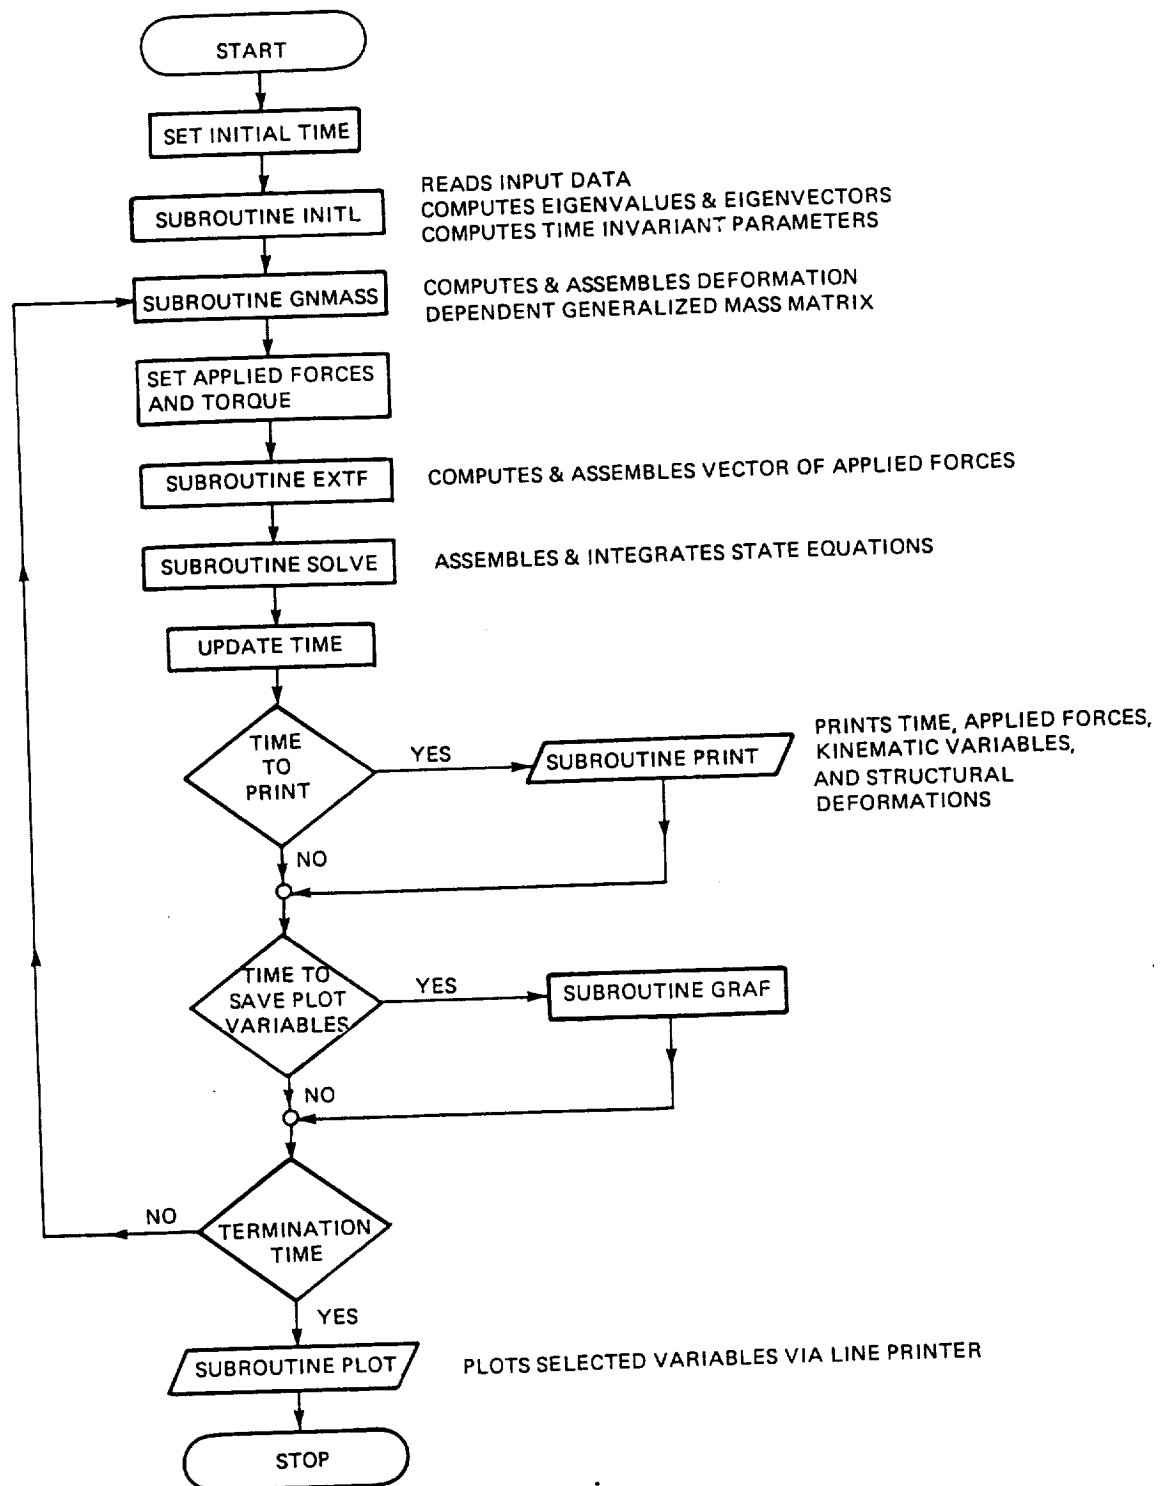 START
SET INITIAL TIME
SUBROUTINE INITL
READS INPUT DATA
COMPUTES EIGENVALUES & EIGENVECTORS
COMPUTES TIME INVARIANT PARAMETERS
SUBROUTINE GNMASS
COMPUTES & ASSEMBLES DEFORMATION
DEPENDENT GENERALIZED MASS MATRIX
SET APPLIED FORCES
AND TORQUE
SUBROUTINE EXTF
COMPUTES & ASSEMBLES VECTOR OF APPLIED FORCES
SUBROUTINE SOLVE
ASSEMBLES & INTEGRATES STATE EQUATIONS
UPDATE TIME
TIME
TO
PRINT
YES
SUBROUTINE PRINT
PRINTS TIME, APPLIED FORCES,
KINEMATIC VARIABLES,
AND STRUCTURAL
DEFORMATIONS
NO
TIME TO
SAVE PLOT
VARIABLES
YES
SUBROUTINE GRAF
NO
TERMINATION
TIME
NO
YES
SUBROUTINE PLOT
PLOTS SELECTED VARIABLES VIA LINE PRINTER
STOP